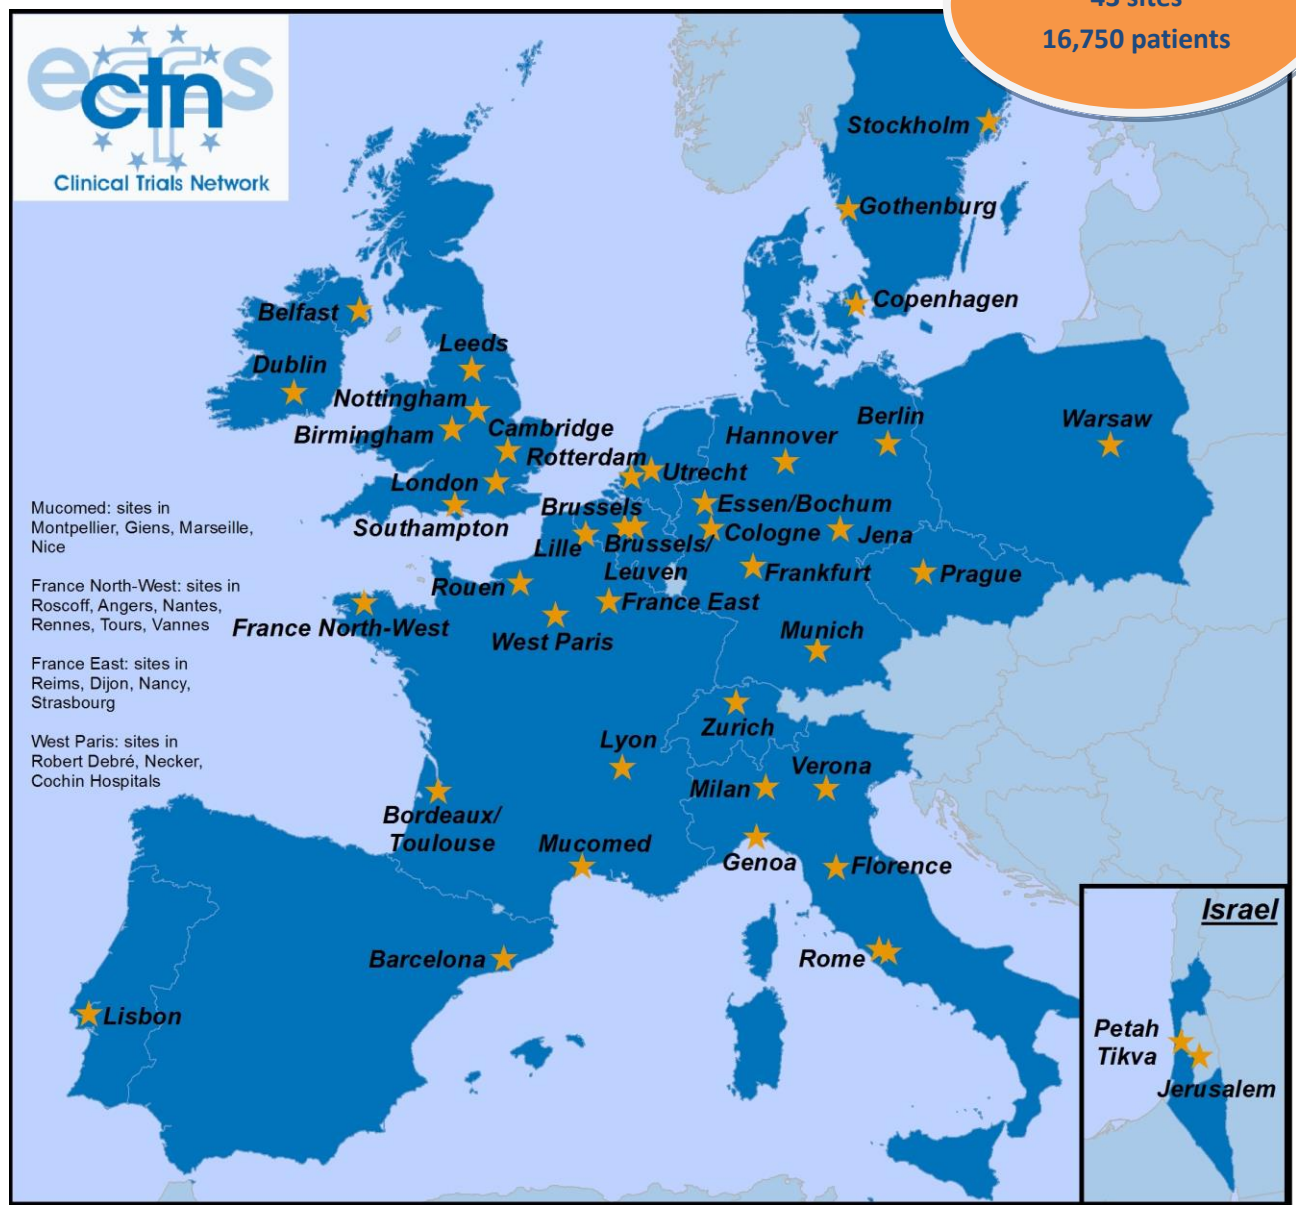 43 sites
16,750 patients
ecfs
ctn
Clinical Trials Network
Stockholm
Gothenburg
Copenhagen
Belfast
Leeds
Dublin
Nottingham
Birmingham
Cambridge
Rotterdam
Utrecht
London
Southampton
Hannover
Berlin
Warsaw
Essen/Bochum
Brussels
Cologne
Jena
Lille
Brussels/
Leuven
Frankfurt
Prague
Rouen
France East
France North-West
West Paris
Munich
Mucomed: sites in
Montpellier, Giens, Marseille,
Nice
France North-West: sites in
Roscoff, Angers, Nantes,
Rennes, Tours, Vannes
France East: sites in
Reims, Dijon, Nancy,
Strasbourg
West Paris: sites in
Robert Debré, Necker,
Cochin Hospitals
Zurich
Lyon
Verona
Milan
Bordeaux/
Toulouse
Mucomed
Genoa
Florence
Barcelona
Rome
Lisbon
Israel
Petah
Tikva
Jerusalem